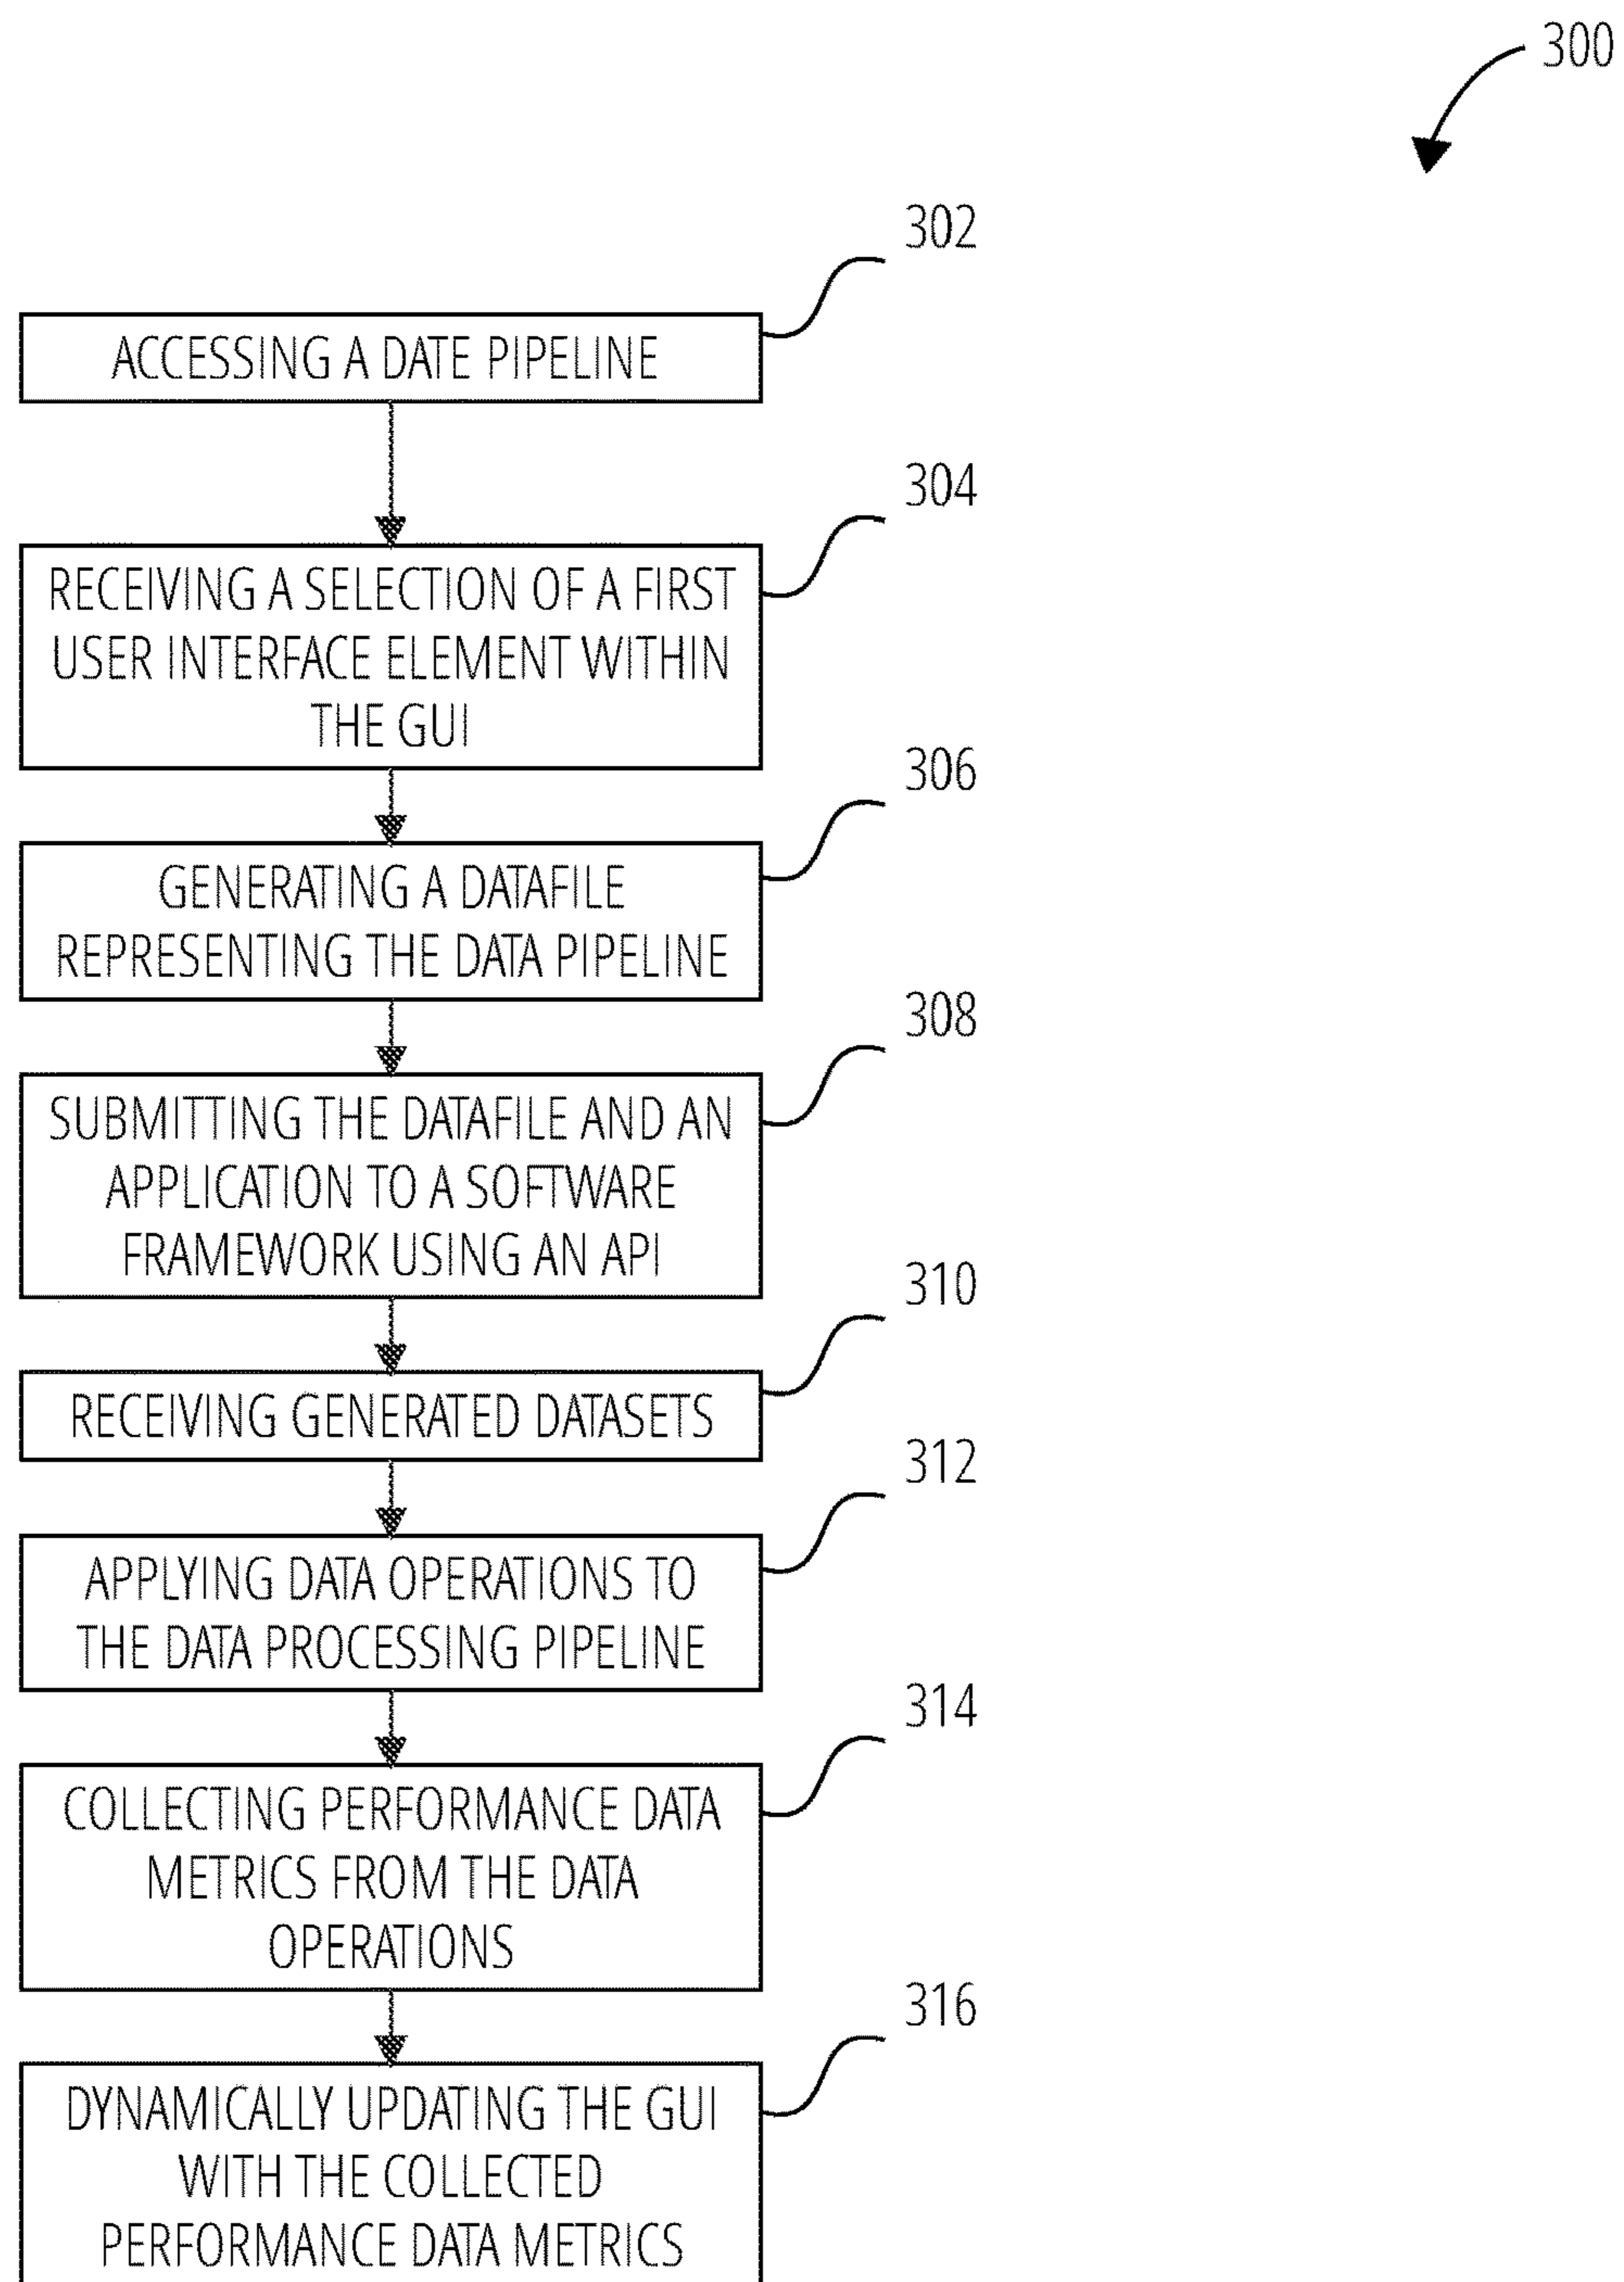 300
302
ACCESSING A DATE PIPELINE
304
RECEIVING A SELECTION OF A FIRST
USER INTERFACE ELEMENT WITHIN
THE GUI
306
GENERATING A DATAFILE
REPRESENTING THE DATA PIPELINE
308
SUBMITTING THE DATAFILE AND AN
APPLICATION TO A SOFTWARE
FRAMEWORK USING AN API
310
RECEIVING GENERATED DATASETS
312
APPLYING DATA OPERATIONS TO
THE DATA PROCESSING PIPELINE
314
COLLECTING PERFORMANCE DATA
METRICS FROM THE DATA
OPERATIONS
316
DYNAMICALLY UPDATING THE GUI
WITH THE COLLECTED
PERFORMANCE DATA METRICS